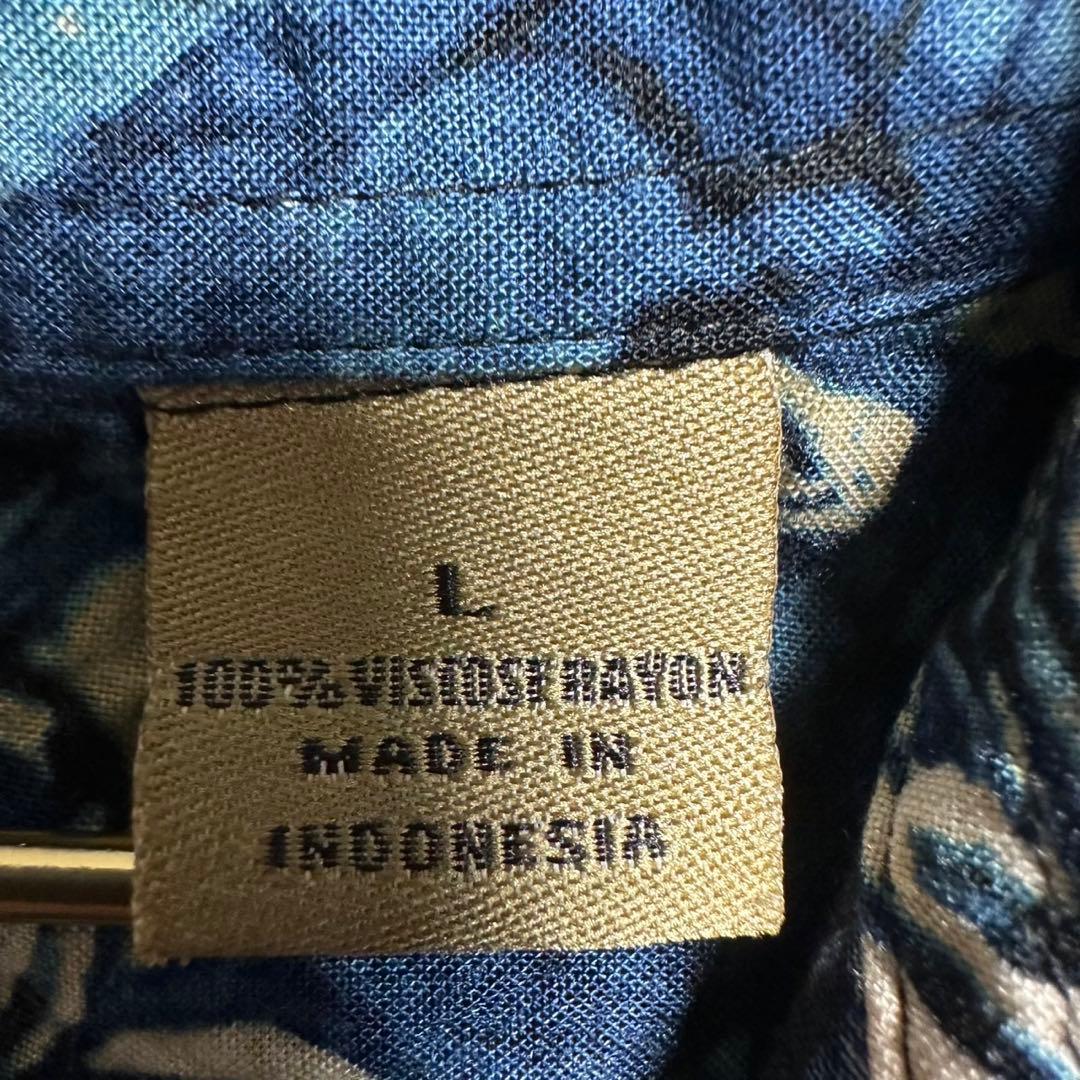 L
100% VISCOSE RAYON
MADE IN
INDONESIA